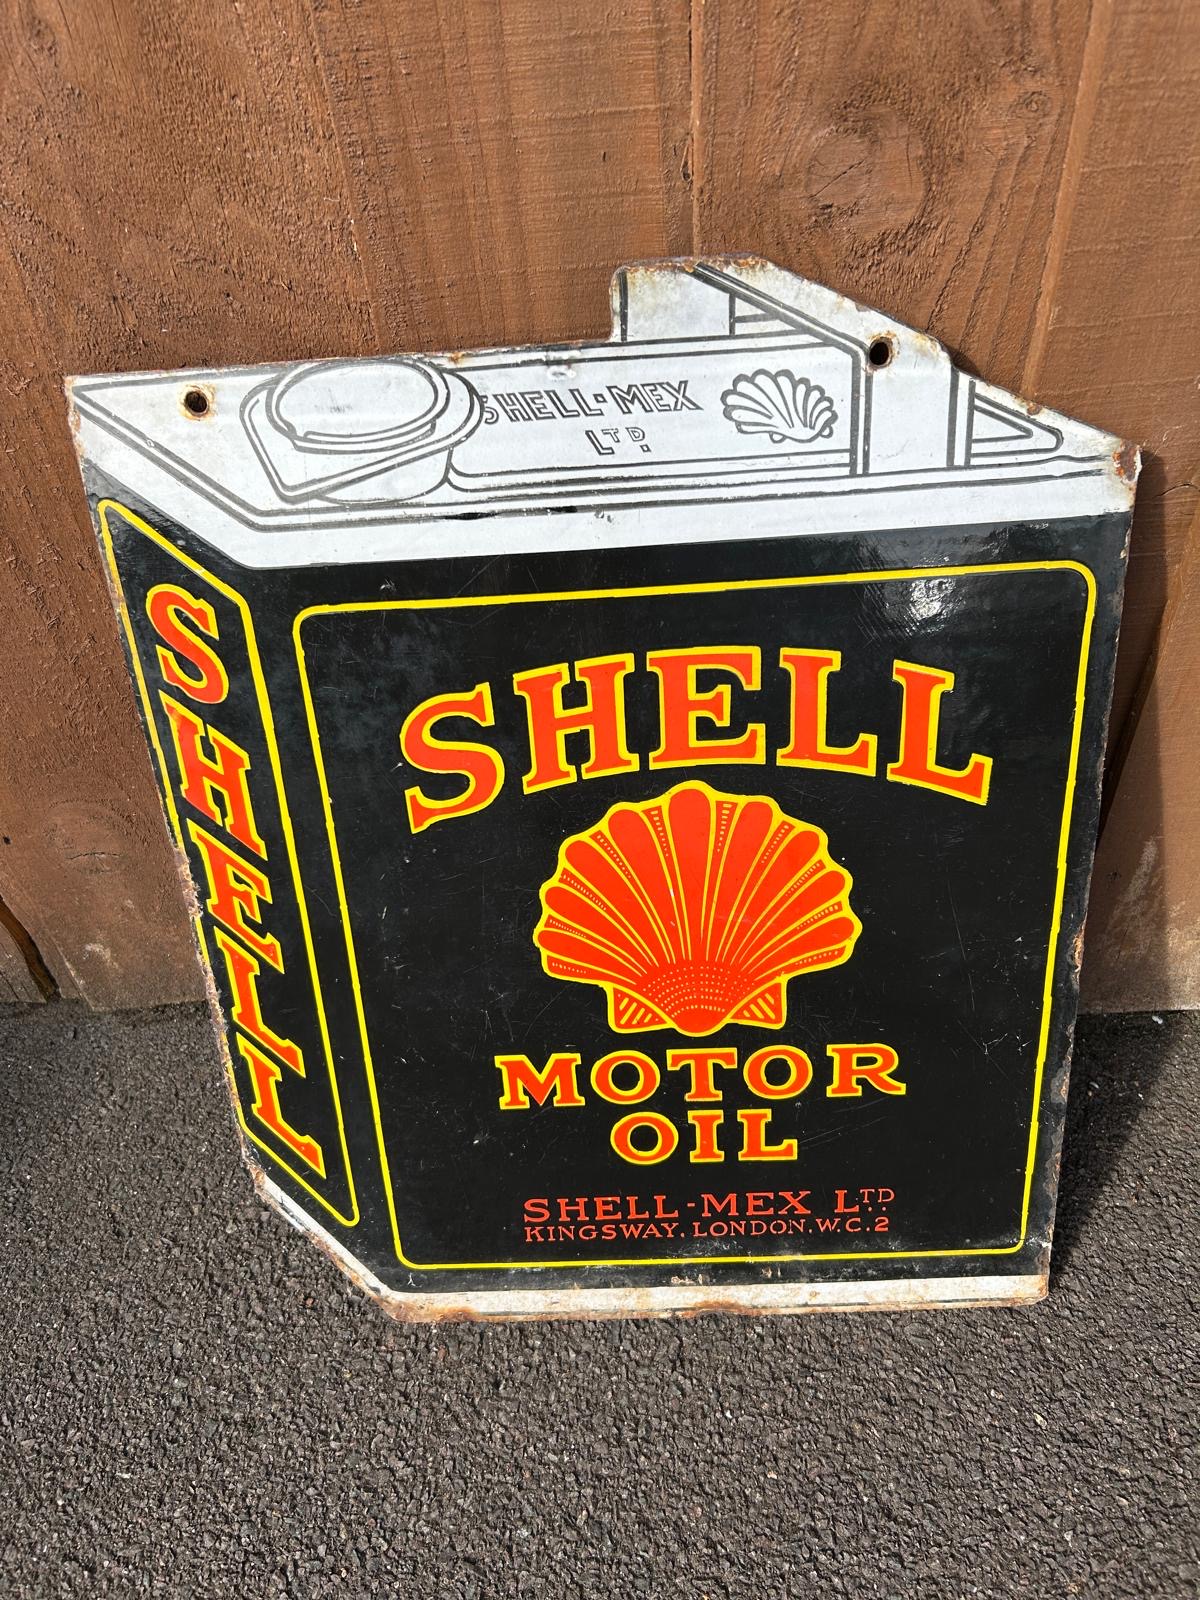 SHELL-MEX
LTD.
SHELL
SHELL
MOTOR
OIL
SHELL-MEX LTD.
KINGSWAY. LONDON. W.C.2